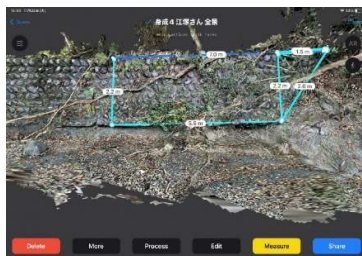 身成4江塚さん 全景
7.0 m
1.5 m
2.2 m
2.2 m
2.6 m
6.5 m
Delete
More
Process
Edit
Measure
Share